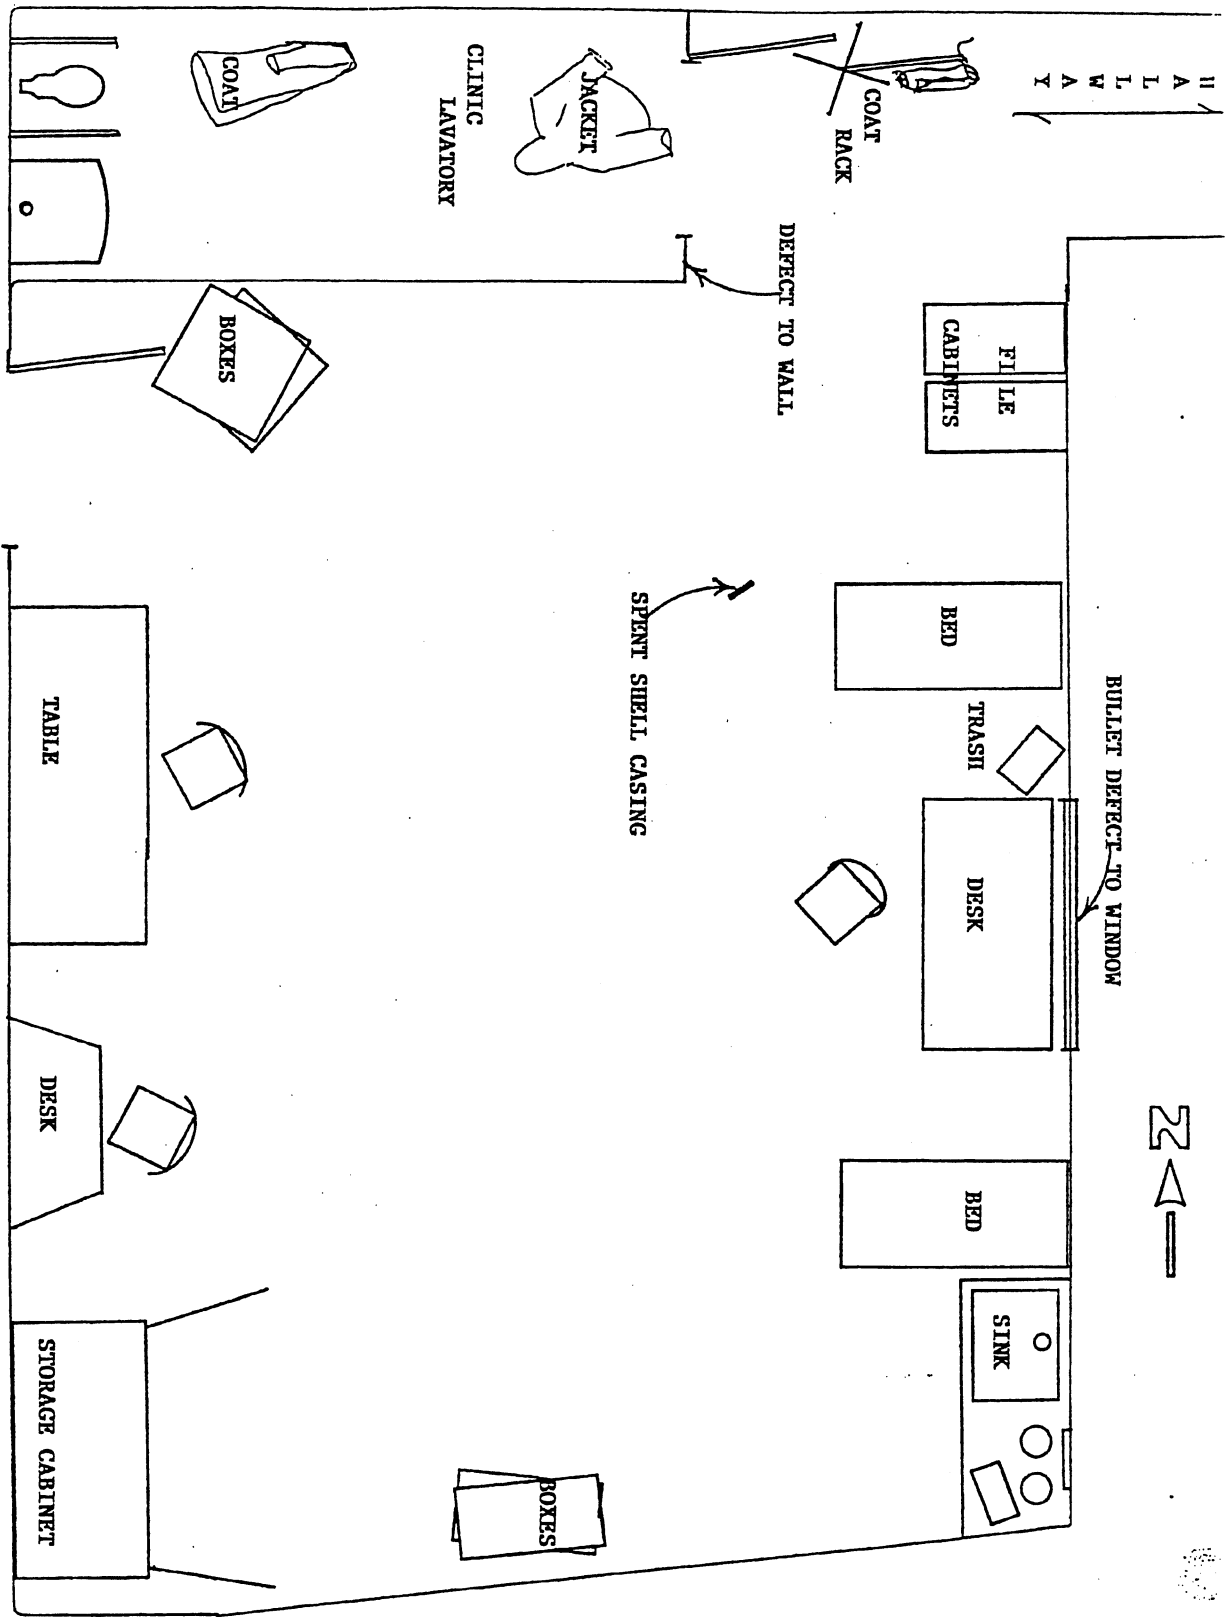 HALLWAY
N
BULLET DEFECT TO WINDOW
FILE
CABINETS
TRASH
SINK
BED
DESK
BED
COAT
RACK
DEFECT TO WALL
SPENT SHELL CASING
JACKET
BOXES
CLINIC
LAVATORY
COAT
BOXES
TABLE
DESK
STORAGE CABINET